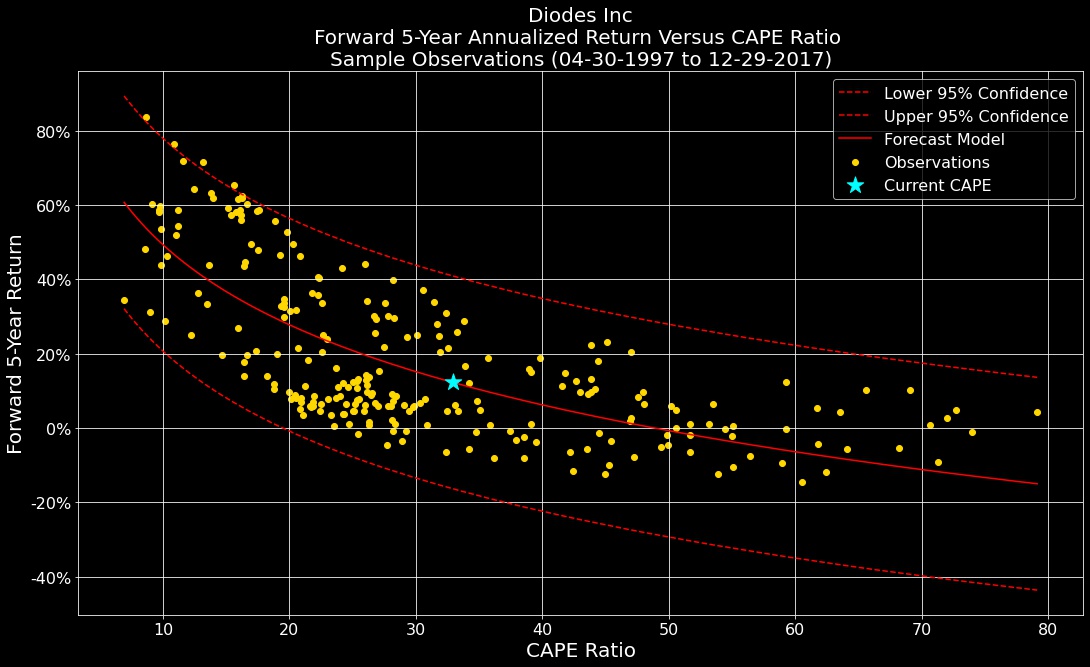 Diodes Inc
Forward 5-Year Annualized Return Versus CAPE Ratio
Sample Observations (04-30-1997 to 12-29-2017)
Lower 95% Confidence
Upper 95% Confidence
Forecast Model
Observations
Current CAPE
Forward 5-Year Return
80%
60%
40%
20%
0%
-20%
-40%
10 20 30 40 50 60 70 80
CAPE Ratio